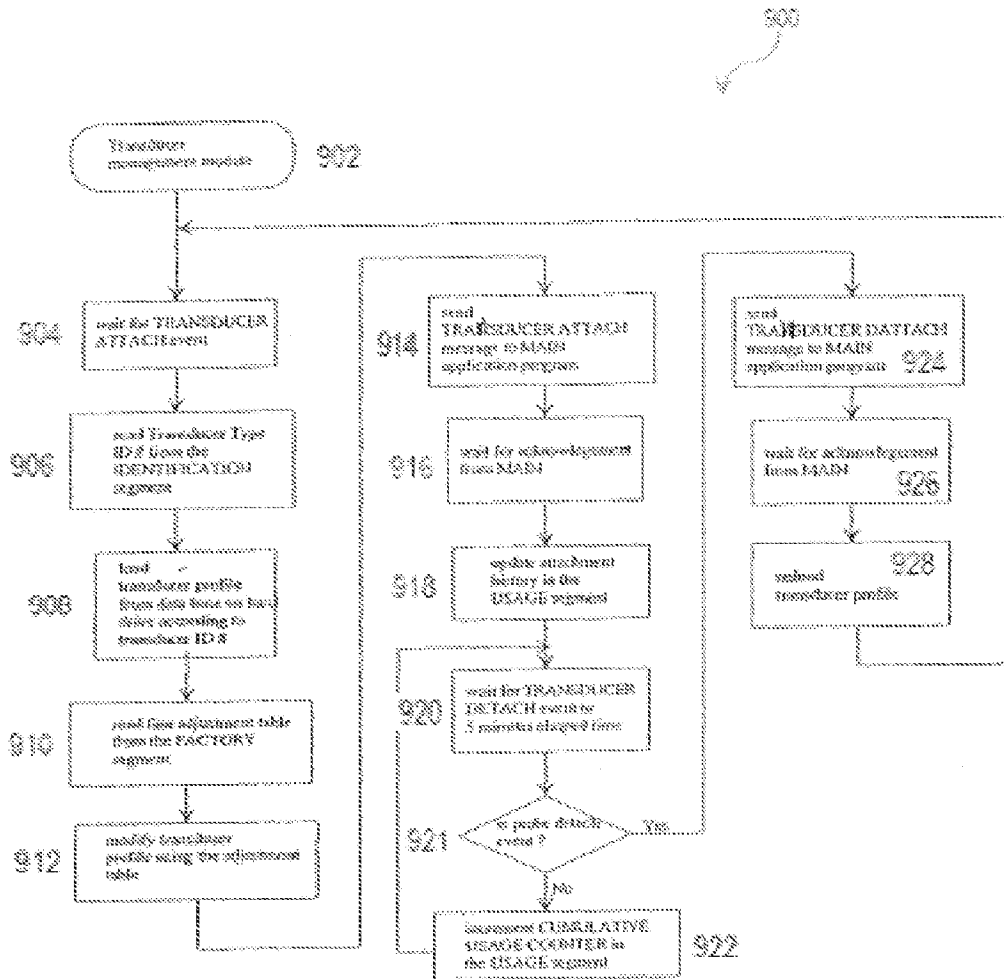 900
Transducer
management module
902
904
wait for TRANSDUCER
ATTACH event
906
read Transducer Type
ID # from the
IDENTIFICATION
segment
908
load
transducer profile
from data base on hard
drive according to
transducer ID #
910
read fine adjustment table
from the FACTORY
segment
912
modify transducer
profile using the adjustment
table
914
send
TRANSDUCER ATTACH
message to MAIN
application program
916
wait for acknowlegement
from MAIN
918
update attachment
history in the
USAGE segment
920
wait for TRANSDUCER
DETACH event or
5 minutes elapsed time
921
is probe detach
event ?
Yes
No
increment CUMULATIVE
USAGE COUNTER in
the USAGE segment
922
send
TRANSDUCER DATTACH
message to MAIN
application program
924
wait for acknowlegement
from MAIN
926
928
unload
transducer profile